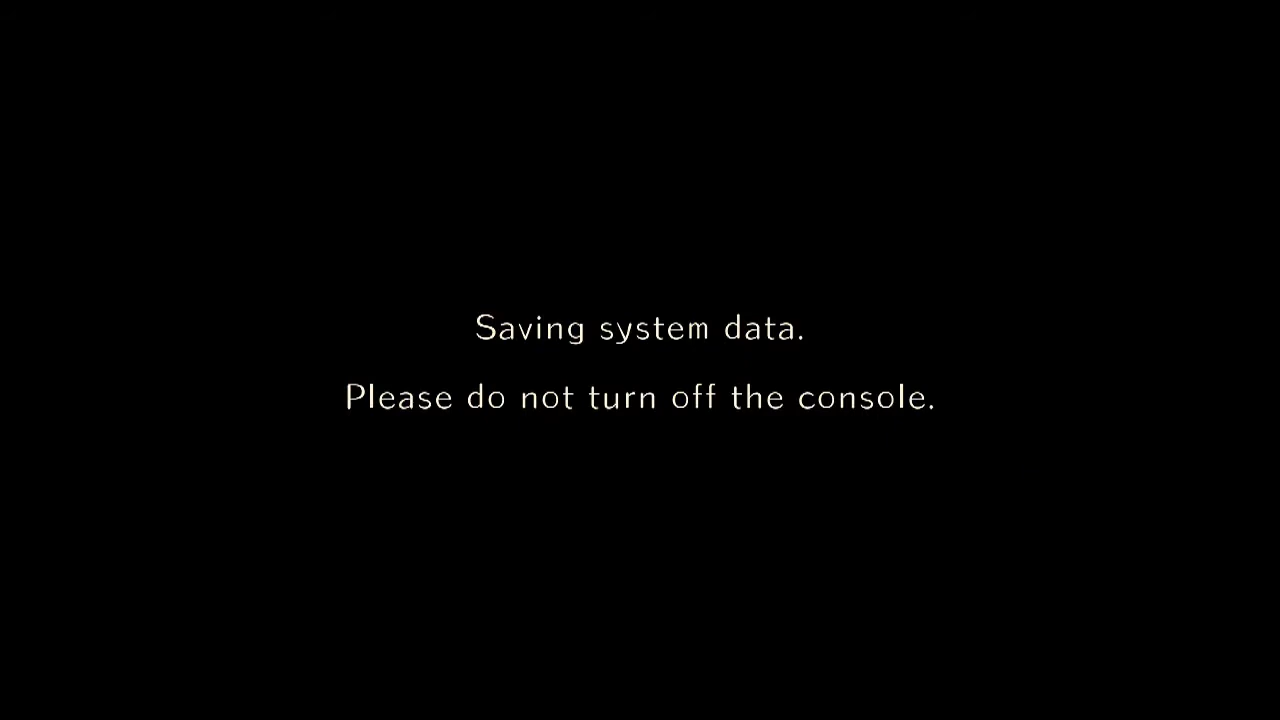 Saving system data.
Please do not turn off the console.